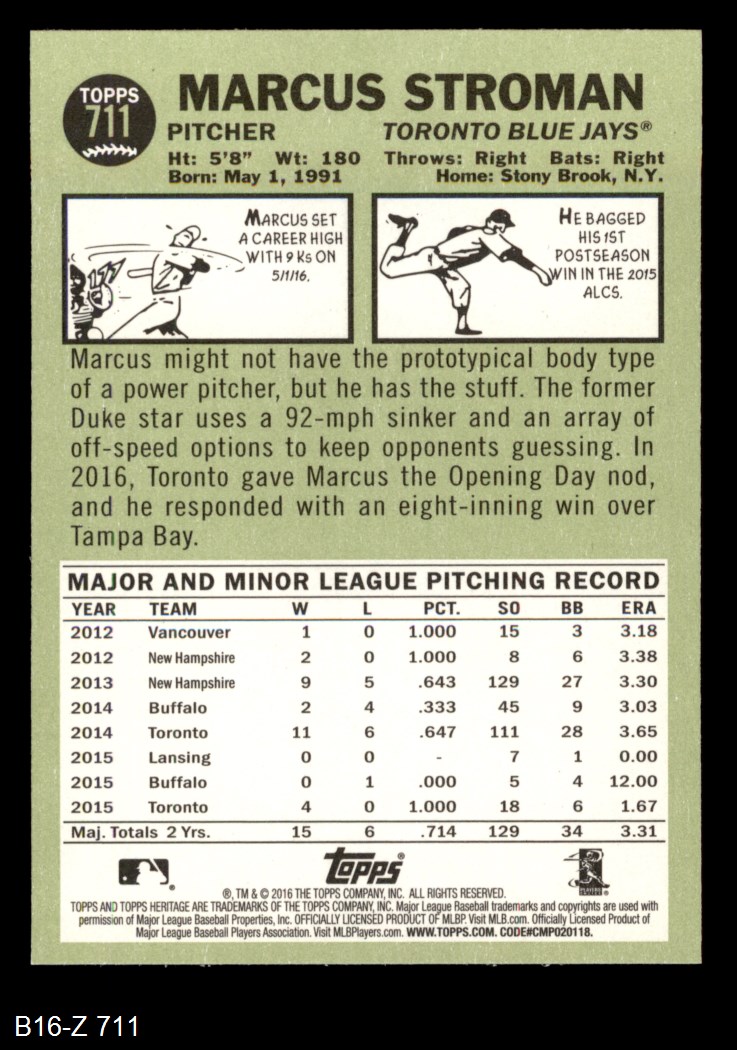 TOPPS
711
MARCUS STROMAN
PITCHER TORONTO BLUE JAYS®
Ht: 5'8" Wt: 180 Throws: Right Bats: Right
Born: May 1, 1991 Home: Stony Brook, N.Y.
MARCUS SET
A CAREER HIGH
WITH 9 Ks ON
5/1/16.
HE BAGGED
HIS 1ST
POSTSEASON
WIN IN THE 2015
ALCS.
Marcus might not have the prototypical body type
of a power pitcher, but he has the stuff. The former
Duke star uses a 92-mph sinker and an array of
off-speed options to keep opponents guessing. In
2016, Toronto gave Marcus the Opening Day nod,
and he responded with an eight-inning win over
Tampa Bay.
MAJOR AND MINOR LEAGUE PITCHING RECORD
YEAR TEAM W L PCT. SO BB ERA
2012 Vancouver 1 0 1.000 15 3 3.18
2012 New Hampshire 2 0 1.000 8 6 3.38
2013 New Hampshire 9 5 .643 129 27 3.30
2014 Buffalo 2 4 .333 45 9 3.03
2014 Toronto 11 6 .647 111 28 3.65
2015 Lansing 0 0 - 7 1 0.00
2015 Buffalo 0 1 .000 5 4 12.00
2015 Toronto 4 0 1.000 18 6 1.67
Maj. Totals 2 Yrs. 15 6 .714 129 34 3.31
Topps®
®, TM & © 2016 THE TOPPS COMPANY, INC. ALL RIGHTS RESERVED.
TOPPS AND TOPPS HERITAGE ARE TRADEMARKS OF THE TOPPS COMPANY, INC. Major League Baseball trademarks and copyrights are used with
permission of Major League Baseball Properties, Inc. OFFICIALLY LICENSED PRODUCT OF MLBP. Visit MLB.com. Officially Licensed Product of
Major League Baseball Players Association. Visit MLBPlayers.com. WWW.TOPPS.COM. CODE#CMP020118.
B16-Z 711